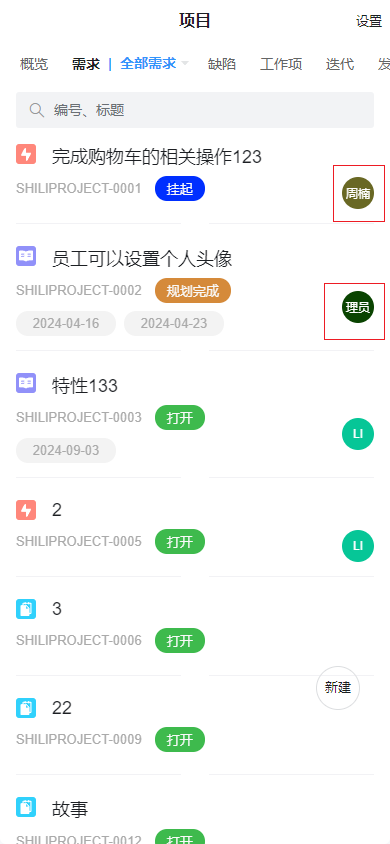 项目 设置
概览 需求 | 全部需求 缺陷 工作项 迭代 发
编号、标题
完成购物车的相关操作123
SHILIPROJECT-0001 挂起 周楠
员工可以设置个人头像
SHILIPROJECT-0002 规划完成 理员
2024-04-16 2024-04-23
特性133
SHILIPROJECT-0003 打开 LI
2024-09-03
2
SHILIPROJECT-0005 打开 LI
3
SHILIPROJECT-0006 打开
新建
22
SHILIPROJECT-0009 打开
故事
SHILIPROJECT-0012 打开